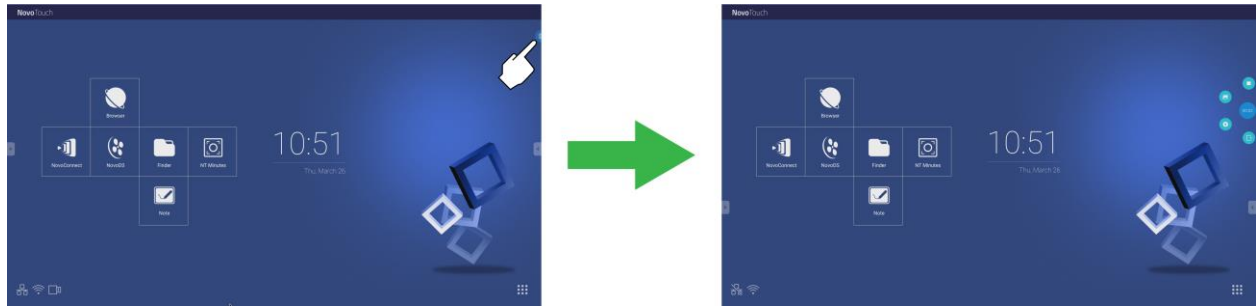 NovoTouch
Browser
NovoConnect
NovoDS
Finder
NT Minutes
Note
10:51
Thu, March 26
NovoTouch
Browser
NovoConnect
NovoDS
Finder
NT Minutes
Note
10:51
Thu, March 26